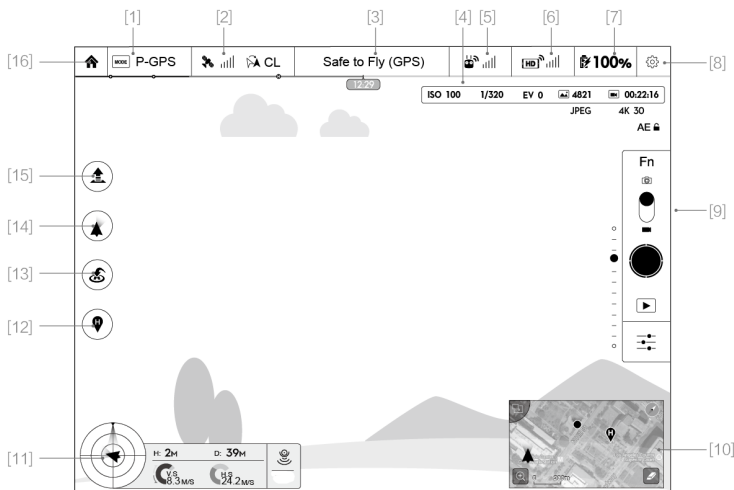 [1] [2] [3] [4] [5] [6] [7]
[16] MODE P-GPS CL Safe to Fly (GPS) HD 100% [8]
12:29
ISO 100 1/320 EV 0 4821 00:22:16
JPEG 4K 30
AE
Fn
[15]
[9]
[14]
[13]
[12]
H
H
[11] H: 2M D: 39M [10]
V.S H.S
8.3 M/S 24.2 M/S